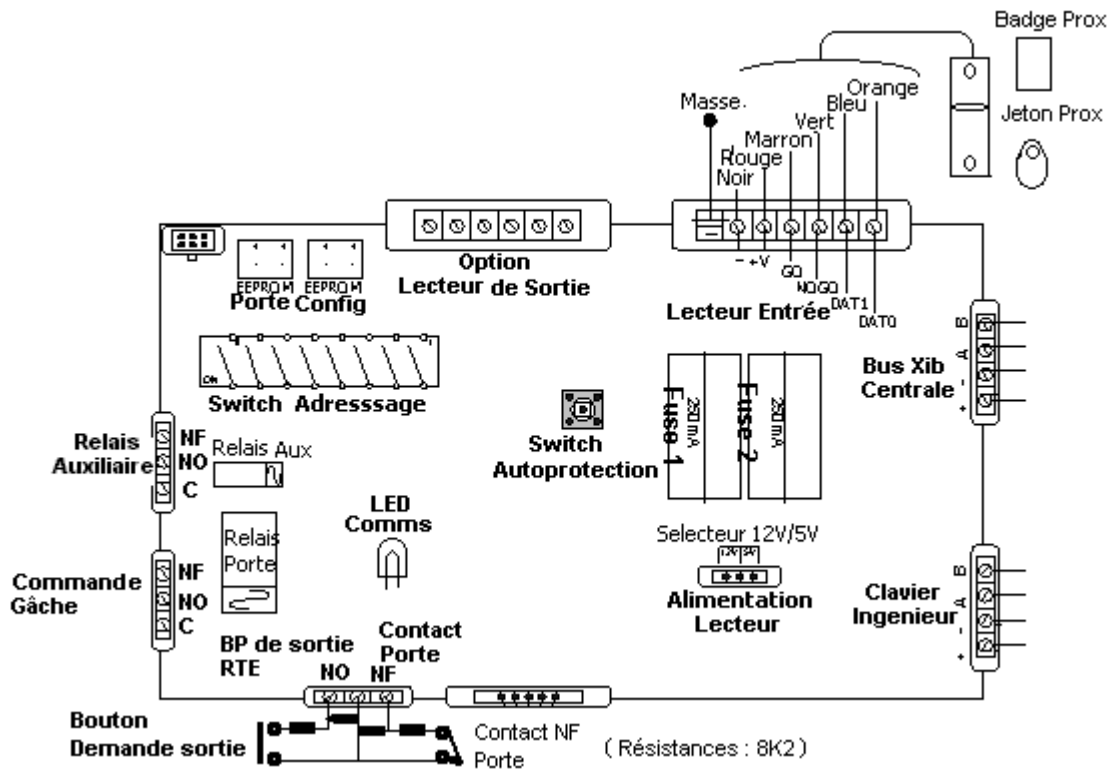 Badge Prox
Orange
Masse.
Bleu
Jeton Prox
Vert
Marron
Rouge
Noir
- +V
GO
NOGO
DAT1
DAT0
EEPROM
EEPROM
Porte
Config
Option
Lecteur de Sortie
Lecteur Entrée
B
A
-
+
Bus Xib
Centrale
ON
Switch Adresssage
Fuse 1
250 mA
Fuse 2
250 mA
Switch
Autoprotection
Relais
Auxiliaire
NF
NO
C
Relais Aux
LED
Comms
Relais
Porte
Selecteur 12V/5V
12V
5V
Alimentation
Lecteur
Commande
Gâche
NF
NO
C
B
A
-
+
Clavier
Ingenieur
BP de sortie
RTE
Contact
Porte
NO
NF
Bouton
Demande sortie
Contact NF
Porte
( Résistances : 8K2 )